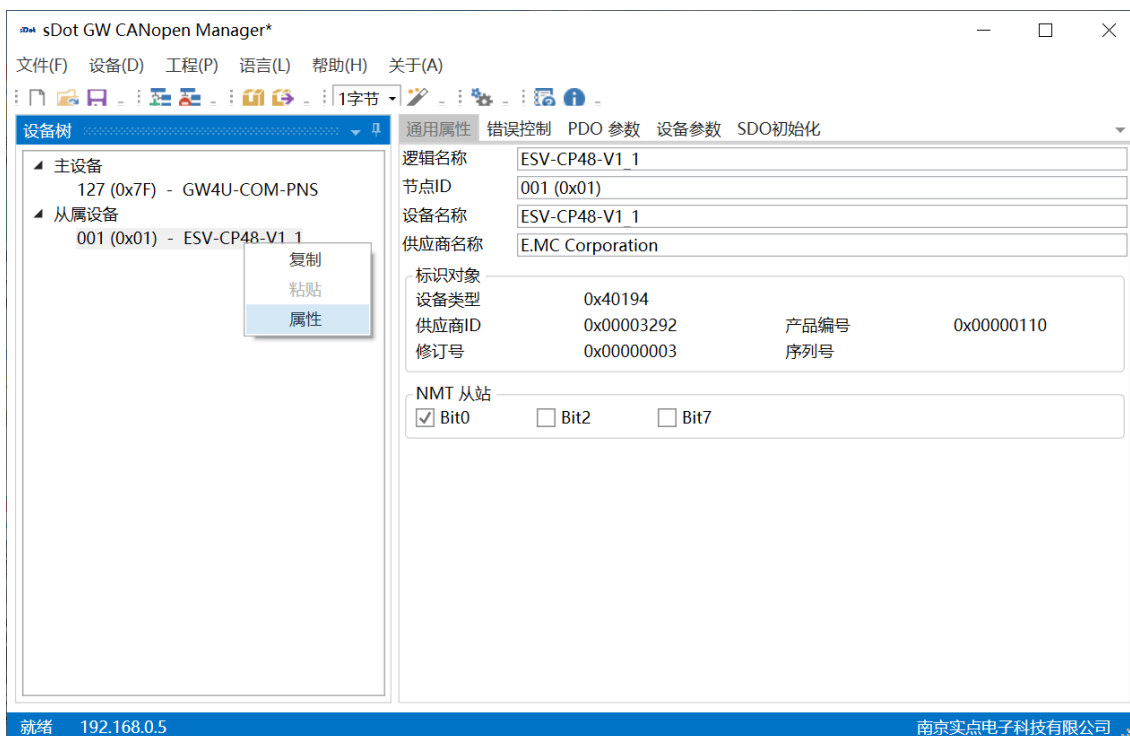 sDot sDot GW CANopen Manager*
文件(F) 设备(D) 工程(P) 语言(L) 帮助(H) 关于(A)
1字节
设备树
主设备
127 (0x7F) - GW4U-COM-PNS
从属设备
001 (0x01) - ESV-CP48-V1_1
复制
粘贴
属性
通用属性 错误控制 PDO 参数 设备参数 SDO初始化
逻辑名称 ESV-CP48-V1_1
节点ID 001 (0x01)
设备名称 ESV-CP48-V1_1
供应商名称 E.MC Corporation
标识对象
设备类型 0x40194
供应商ID 0x00003292 产品编号 0x00000110
修订号 0x00000003 序列号
NMT 从站
Bit0 Bit2 Bit7
就绪 192.168.0.5 南京实点电子科技有限公司